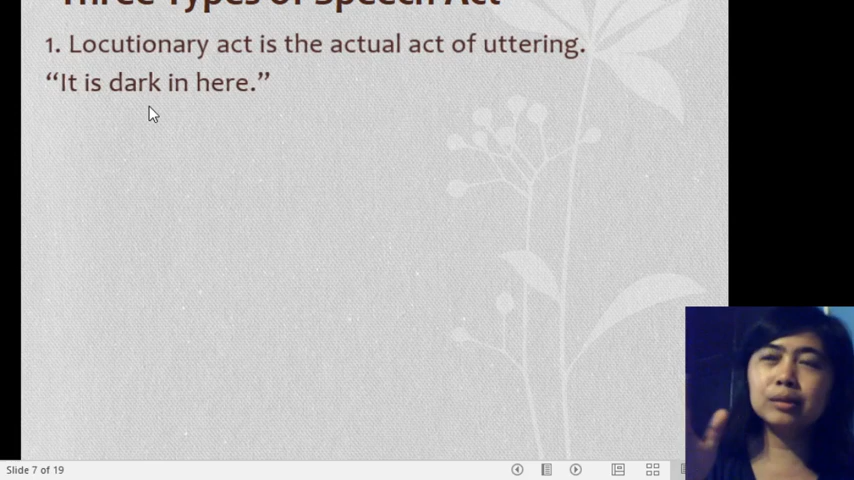 Three Types of Speech Act
1. Locutionary act is the actual act of uttering.
“It is dark in here.”
Slide 7 of 19